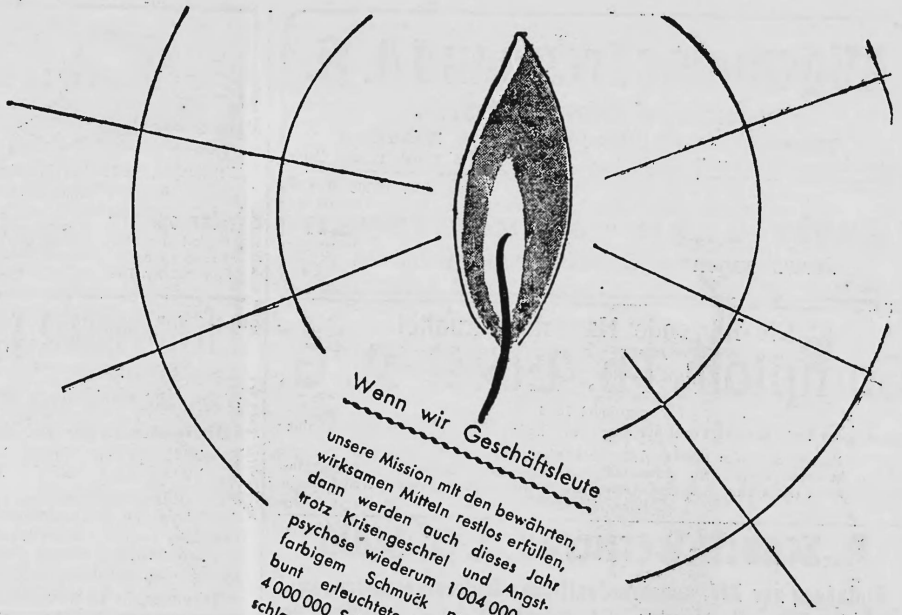 Wenn wir Geschäftsleute
unsere Mission mit den bewährten,
wirksamen Mitteln restlos erfüllen,
dann werden auch dieses Jahr
trotz Krisengeschrei und Angst-
psychose wiederum 1 004 000
farbigem Schmuck
bunt
4 000 000